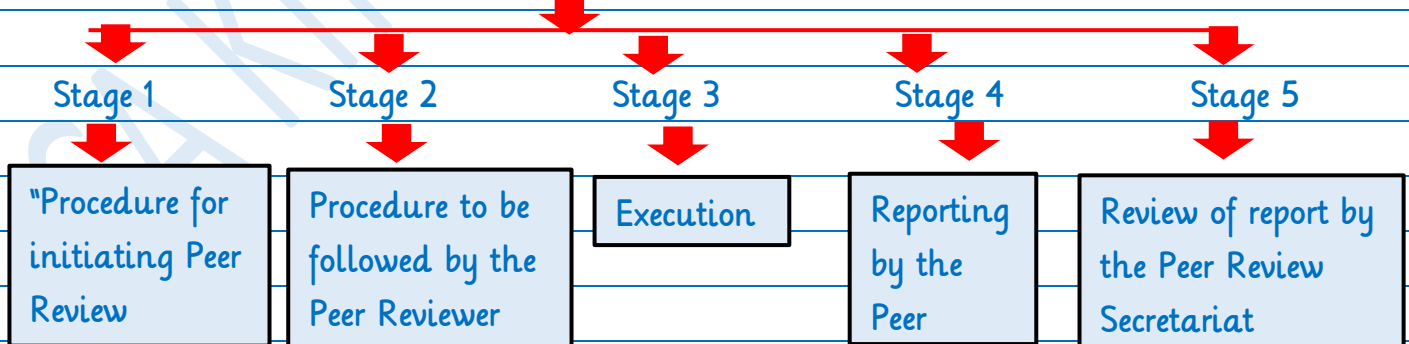 Stage 1
Stage 2
Stage 3
Stage 4
Stage 5
"Procedure for
initiating Peer
Review
Procedure to be
followed by the
Peer Reviewer
Execution
Reporting
by the
Peer
Review of report by
the Peer Review
Secretariat